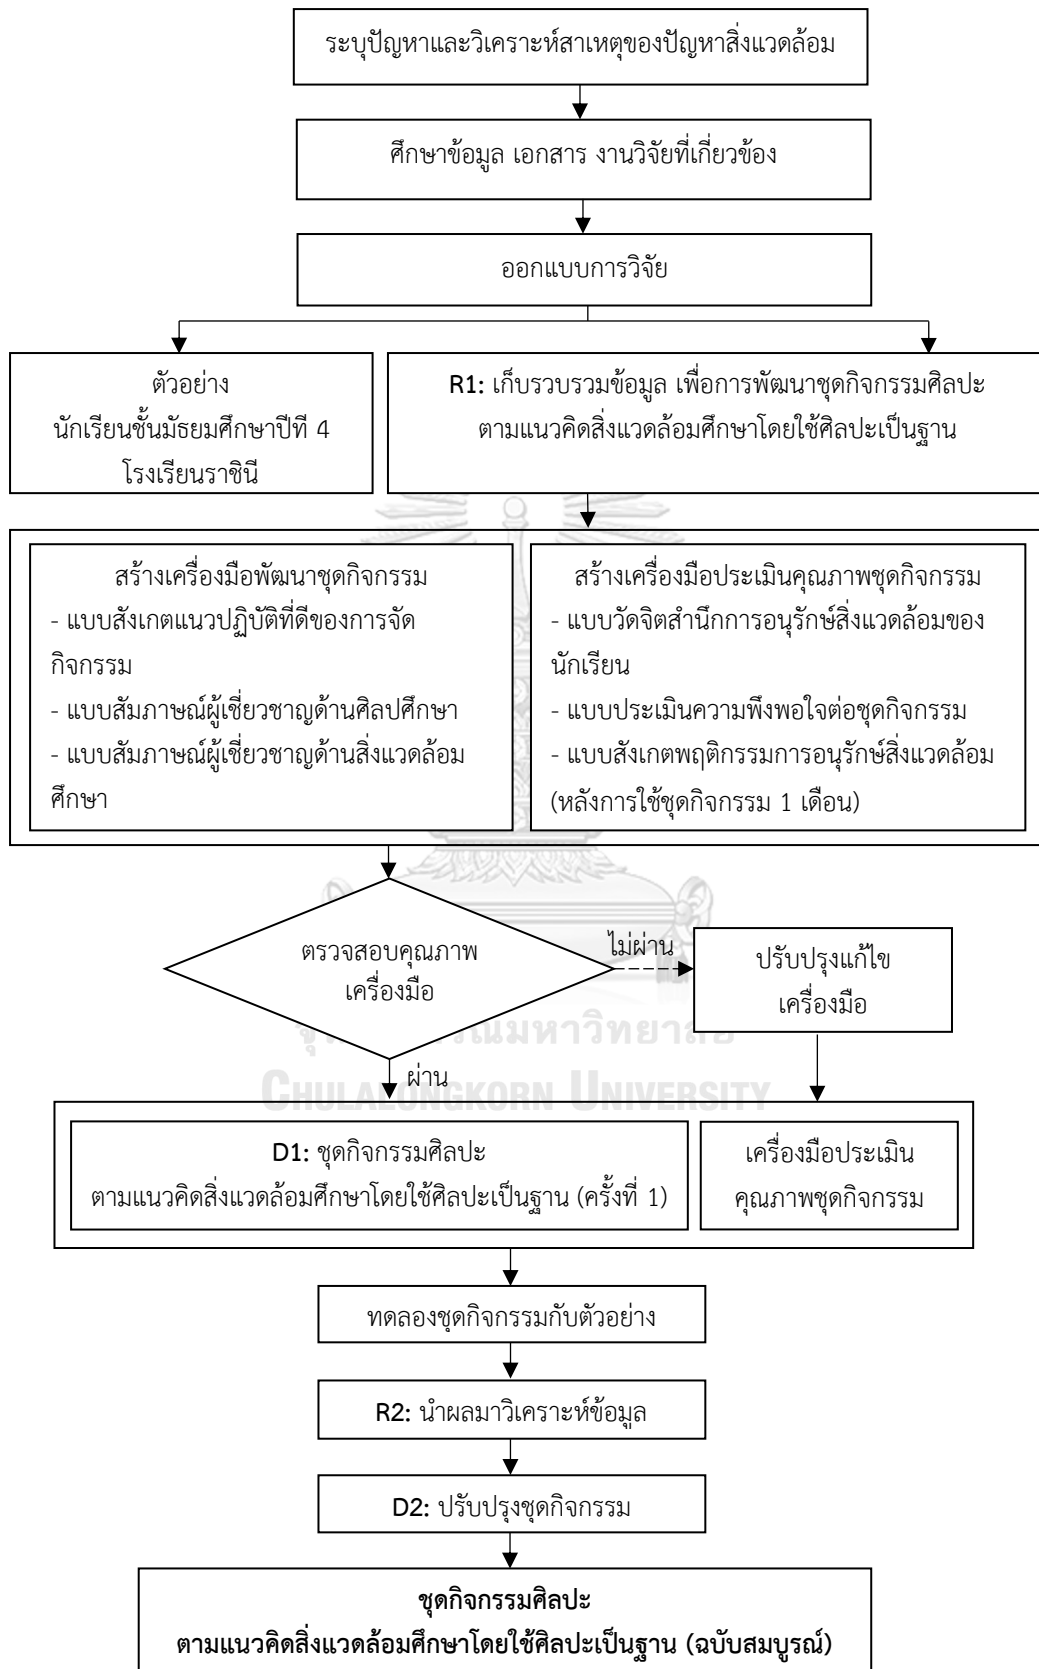 ระบุปัญหาและวิเคราะห์สาเหตุของปัญหาสิ่งแวดล้อม
ศึกษาข้อมูล เอกสาร งานวิจัยที่เกี่ยวข้อง
ออกแบบการวิจัย
ตัวอย่าง
นักเรียนชั้นมัธยมศึกษาปีที 4
โรงเรียนราชินี
R1: เก็บรวบรวมข้อมูล เพื่อการพัฒนาชุดกิจกรรมศิลปะ
ตามแนวคิดสิ่งแวดล้อมศึกษาโดยใช้ศิลปะเป็นฐาน
สร้างเครื่องมือพัฒนาชุดกิจกรรม
- แบบสังเกตแนวปฏิบัติที่ดีของการจัด
กิจกรรม
- แบบสัมภาษณ์ผู้เชี่ยวชาญด้านศิลปศึกษา
- แบบสัมภาษณ์ผู้เชี่ยวชาญด้านสิ่งแวดล้อม
ศึกษา
สร้างเครื่องมือประเมินคุณภาพชุดกิจกรรม
- แบบวัดจิตสำนึกการอนุรักษ์สิ่งแวดล้อมของ
นักเรียน
- แบบประเมินความพึงพอใจต่อชุดกิจกรรม
- แบบสังเกตพฤติกรรมการอนุรักษ์สิ่งแวดล้อม
(หลังการใช้ชุดกิจกรรม 1 เดือน)
ตรวจสอบคุณภาพ
เครื่องมือ
ไม่ผ่าน
ปรับปรุงแก้ไข
เครื่องมือ
ผ่าน
CHULALONGKORN UNIVERSITY
D1: ชุดกิจกรรมศิลปะ
ตามแนวคิดสิ่งแวดล้อมศึกษาโดยใช้ศิลปะเป็นฐาน (ครั้งที่ 1)
เครื่องมือประเมิน
คุณภาพชุดกิจกรรม
ทดลองชุดกิจกรรมกับตัวอย่าง
R2: นำผลมาวิเคราะห์ข้อมูล
D2: ปรับปรุงชุดกิจกรรม
ชุดกิจกรรมศิลปะ
ตามแนวคิดสิ่งแวดล้อมศึกษาโดยใช้ศิลปะเป็นฐาน (ฉบับสมบูรณ์)